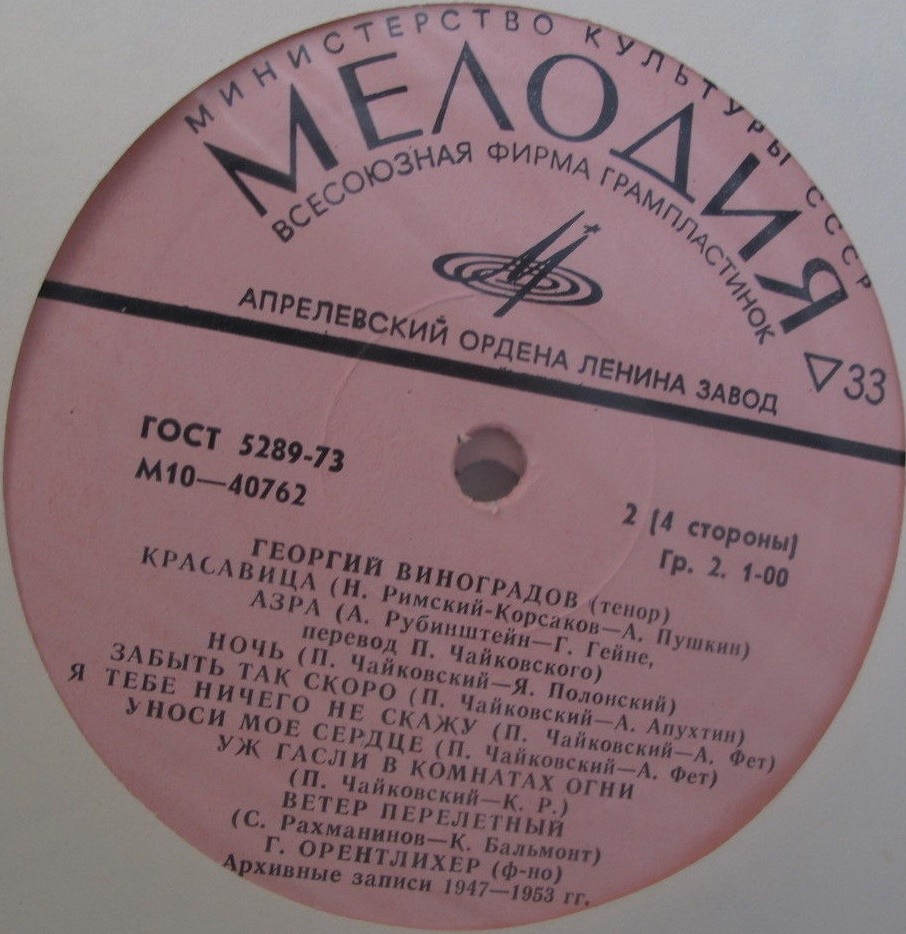 МИНИСТЕРСТВО КУЛЬТУРЫ СССР
МЕЛОДИЯ
ВСЕСОЮЗНАЯ ФИРМА ГРАМПЛАСТИНОК
АПРЕЛЕВСКИЙ ОРДЕНА ЛЕНИНА ЗАВОД
33
ГОСТ 5289-73
М10—40762
2 (4 стороны)
Гр. 2. 1-00
ГЕОРГИЙ ВИНОГРАДОВ (тенор)
КРАСАВИЦА (Н. Римский-Корсаков—А. Пушкин)
АЗРА (А. Рубинштейн—Г. Гейне,
перевод П. Чайковского)
НОЧЬ (П. Чайковский—Я. Полонский)
ЗАБЫТЬ ТАК СКОРО (П. Чайковский—А. Апухтин)
Я ТЕБЕ НИЧЕГО НЕ СКАЖУ (П. Чайковский—А. Фет)
УНОСИ МОЕ СЕРДЦЕ (П. Чайковский—А. Фет)
УЖ ГАСЛИ В КОМНАТАХ ОГНИ
(П. Чайковский—К. Р.)
ВЕТЕР ПЕРЕЛЕТНЫЙ
(С. Рахманинов—К. Бальмонт)
Г. ОРЕНТЛИХЕР (ф-но)
Архивные записи 1947—1953 гг.